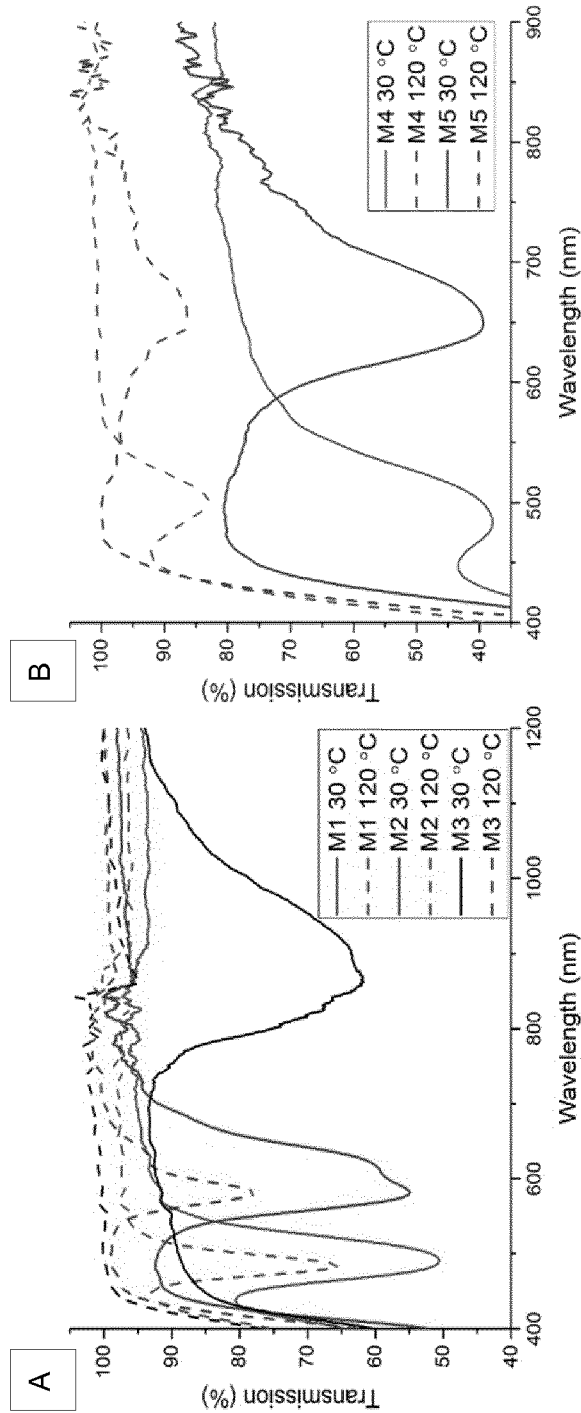 A
Transmission (%)
100
90
80
70
60
50
40
400
600
800
1000
1200
Wavelength (nm)
M1 30 °C
M1 120 °C
M2 30 °C
M2 120 °C
M3 30 °C
M3 120 °C
B
Transmission (%)
100
90
80
70
60
50
40
400
500
600
700
800
900
Wavelength (nm)
M4 30 °C
M4 120 °C
M5 30 °C
M5 120 °C